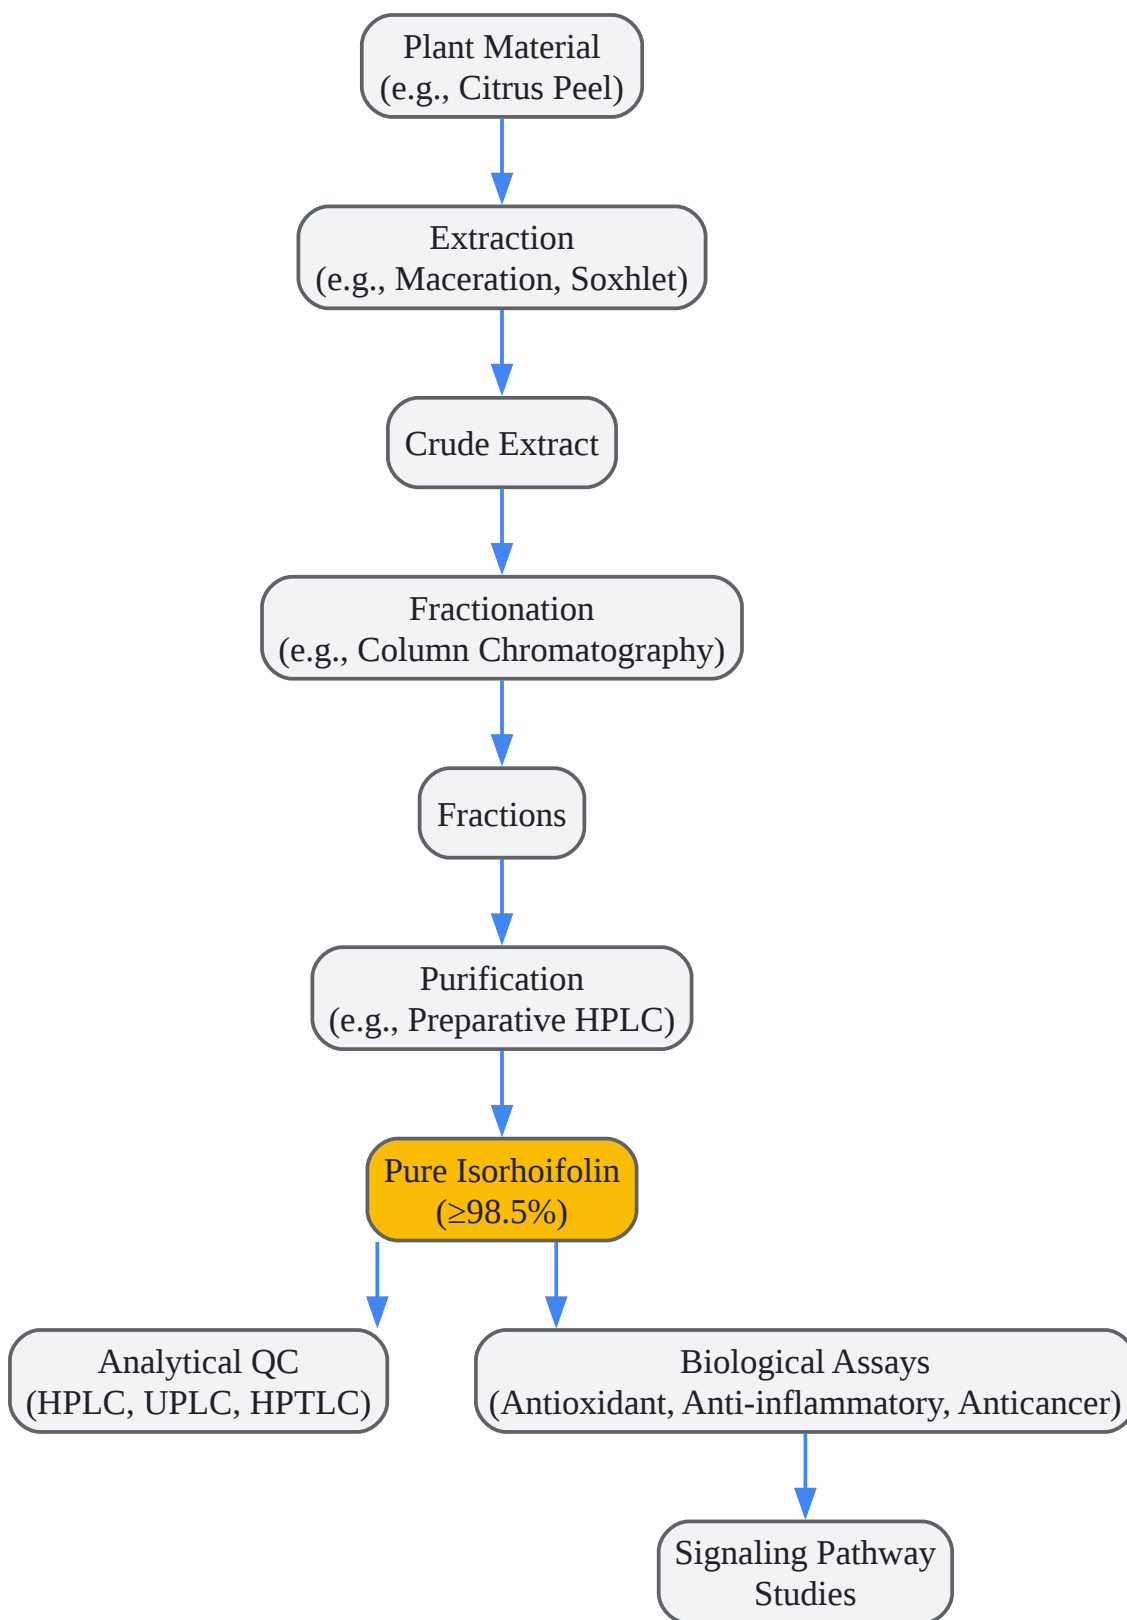 Plant Material
(e.g., Citrus Peel)
Extraction
(e.g., Maceration, Soxhlet)
Crude Extract
Fractionation
(e.g., Column Chromatography)
Fractions
Purification
(e.g., Preparative HPLC)
Pure Isorhoifolin
(≥98.5%)
Analytical QC
(HPLC, UPLC, HPTLC)
Biological Assays
(Antioxidant, Anti-inflammatory, Anticancer)
Signaling Pathway
Studies